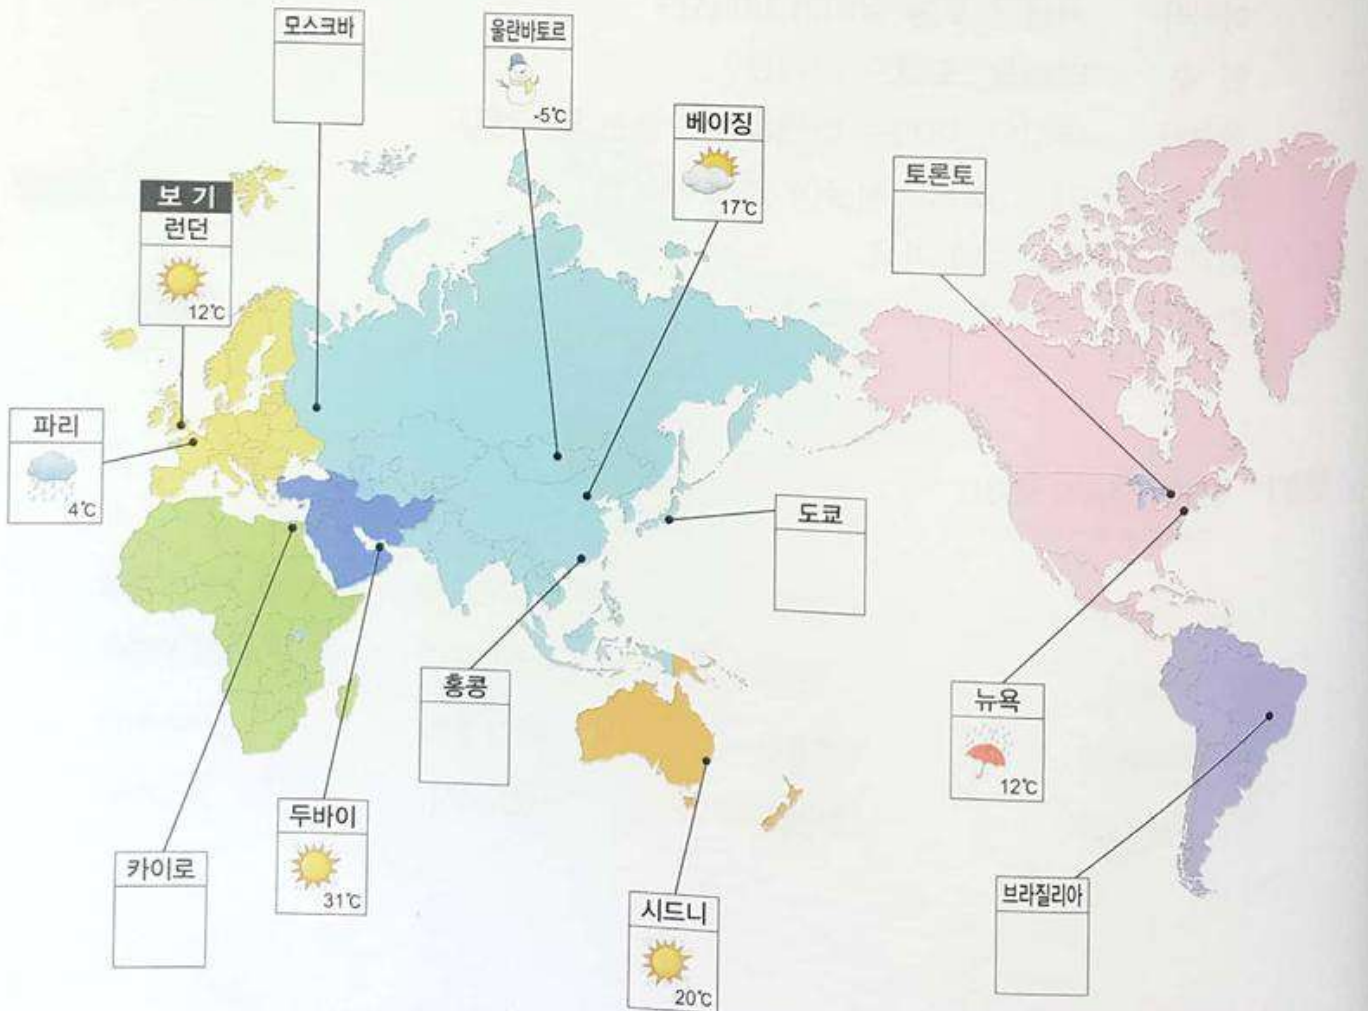 모스크바
울란바토르
-5℃
베이징
17℃
토론토
보 기
런던
12℃
파리
4℃
도쿄
홍콩
뉴욕
12℃
두바이
31℃
카이로
시드니
20℃
브라질리아